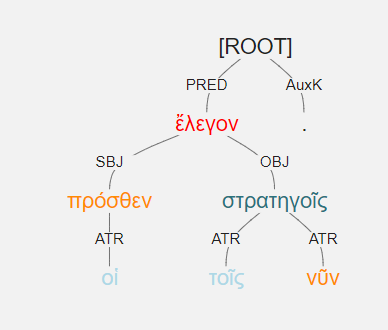 [ROOT]
PRED AuxK
ἔλεγον .
SBJ OBJ
πρόσθεν στρατηγοῖς
ATR ATR ATR
οἱ τοῖς νῦν